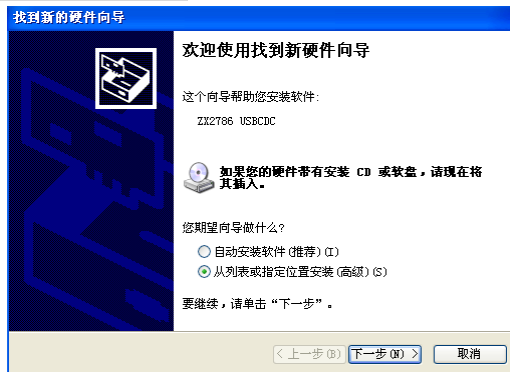 找到新的硬件向导
欢迎使用找到新硬件向导
这个向导帮助您安装软件:
ZX2786 USBCDC
如果您的硬件带有安装 CD 或软盘，请现在将
其插入。
您期望向导做什么?
自动安装软件(推荐)(I)
从列表或指定位置安装(高级)(S)
要继续，请单击“下一步”。
< 上一步(B) 下一步(N) > 取消